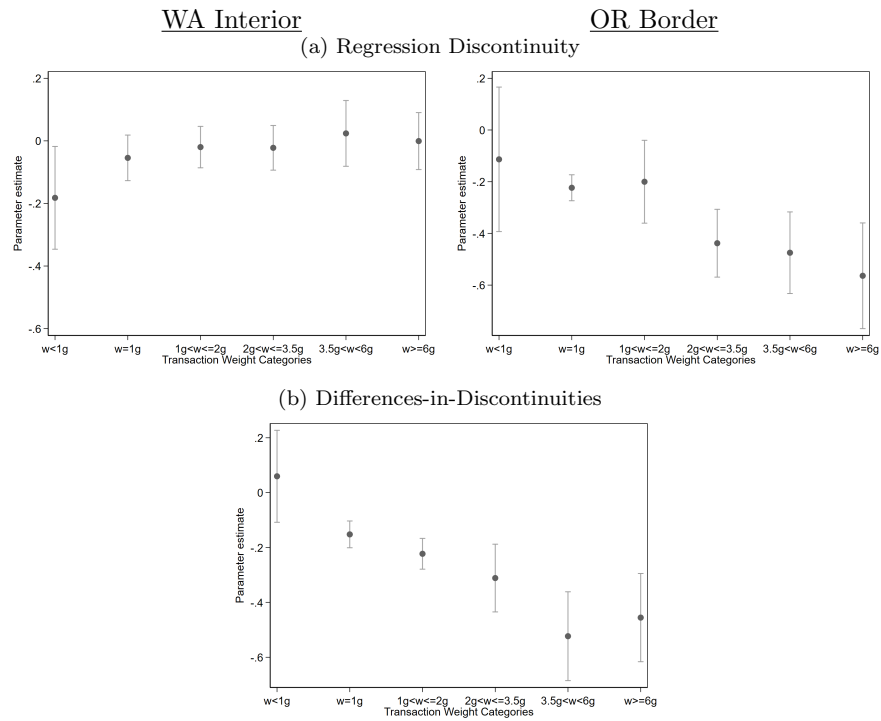 WA Interior
OR Border
(a) Regression Discontinuity
.2
0
-.2
-.4
-.6
Parameter estimate
w<1g
w=1g
1g<w<=2g
2g<w<=3.5g
3.5g<w<6g
w>=6g
Transaction Weight Categories
.2
0
-.2
-.4
-.6
Parameter estimate
w<1g
w=1g
1g<w<=2g
2g<w<=3.5g
3.5g<w<6g
w>=6g
Transaction Weight Categories
(b) Differences-in-Discontinuities
.2
0
-.2
-.4
-.6
Parameter estimate
w<1g
w=1g
1g<w<=2g
2g<w<=3.5g
3.5g<w<6g
w>=6g
Transaction Weight Categories